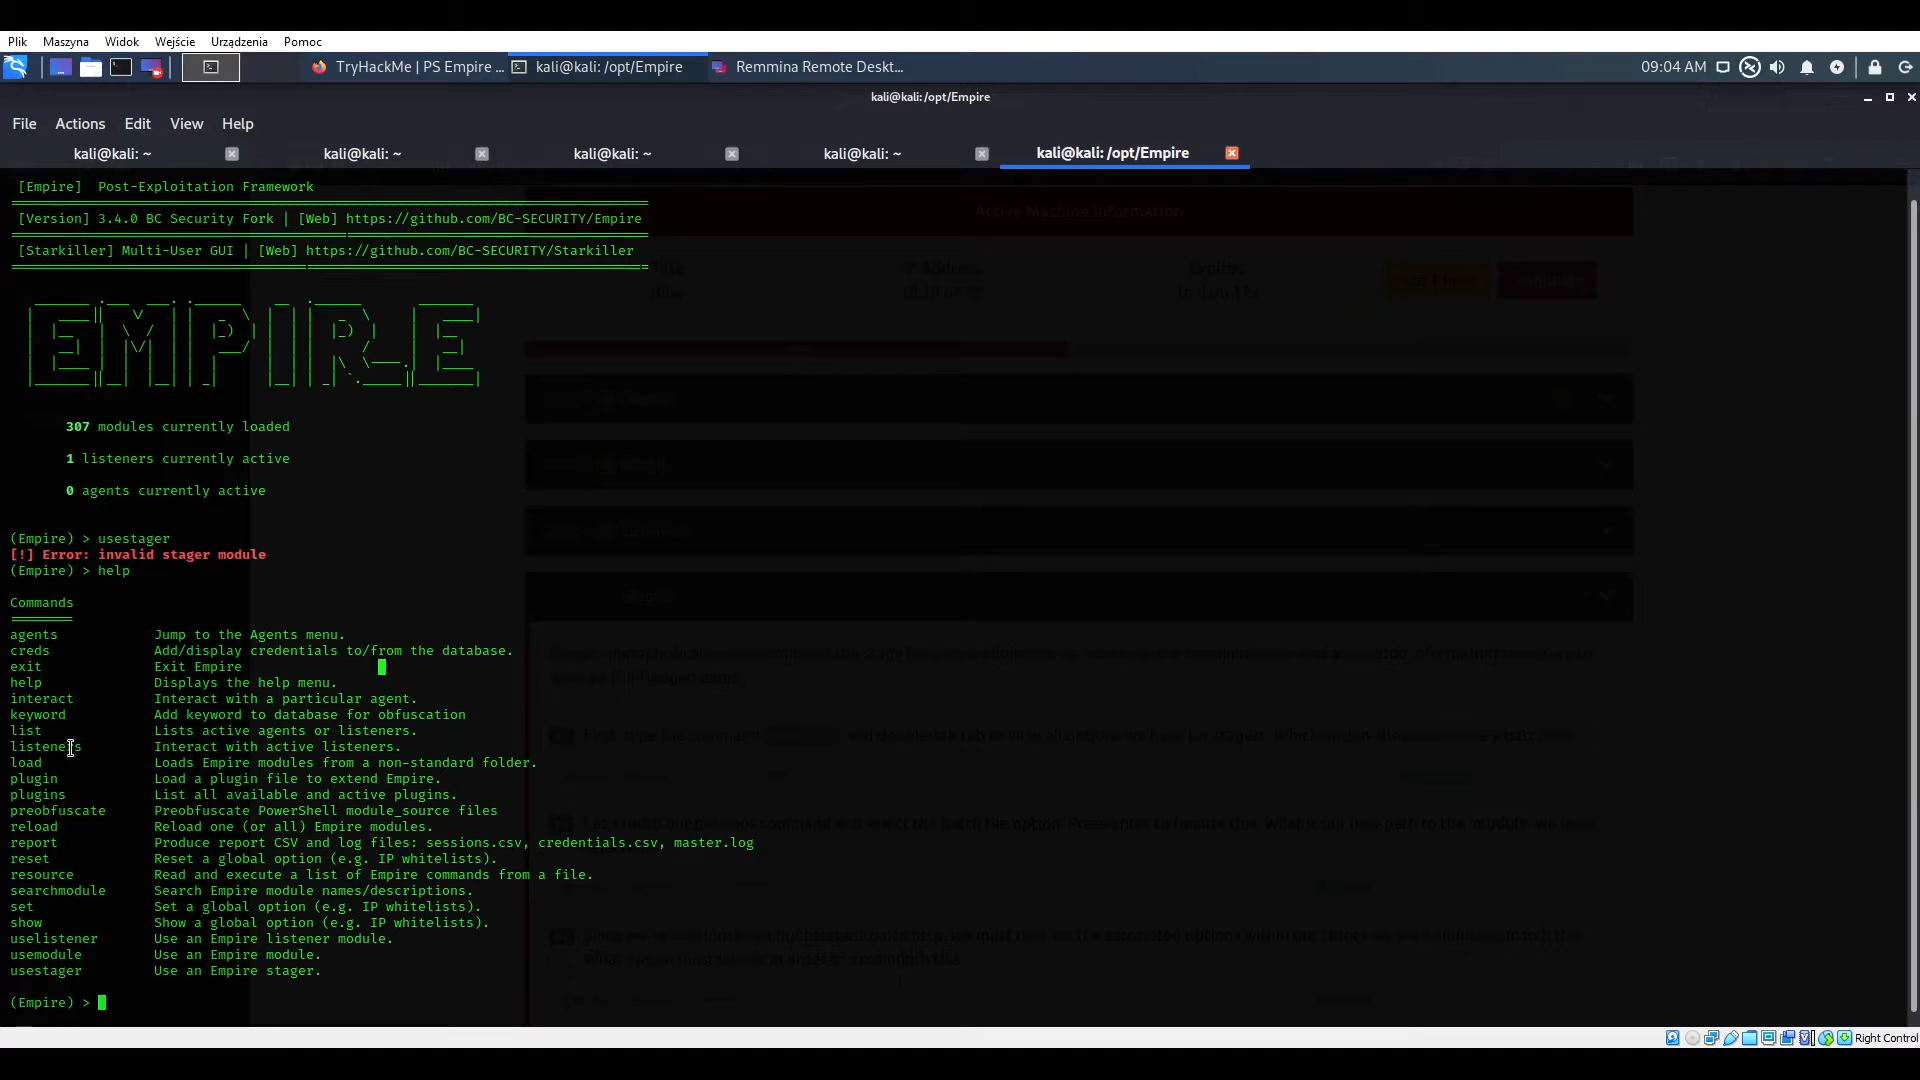 Plik Maszyna Widok Wejście Urządzenia Pomoc
TryHackMe | PS Empire ... kali@kali: /opt/Empire Remmina Remote Deskt... 09:04 AM
kali@kali: /opt/Empire
File Actions Edit View Help
kali@kali: ~ kali@kali: ~ kali@kali: ~ kali@kali: ~ kali@kali: /opt/Empire
[Empire] Post-Exploitation Framework
[Version] 3.4.0 BC Security Fork | [Web] https://github.com/BC-SECURITY/Empire
[Starkiller] Multi-User GUI | [Web] https://github.com/BC-SECURITY/Starkiller
EMPIRE
307 modules currently loaded
1 listeners currently active
0 agents currently active
(Empire) > usestager
[!] Error: invalid stager module
(Empire) > help
Commands
agents Jump to the Agents menu.
creds Add/display credentials to/from the database.
exit Exit Empire
help Displays the help menu.
interact Interact with a particular agent.
keyword Add keyword to database for obfuscation
list Lists active agents or listeners.
listeners Interact with active listeners.
load Loads Empire modules from a non-standard folder.
plugin Load a plugin file to extend Empire.
plugins List all available and active plugins.
preobfuscate Preobfuscate PowerShell module_source files
reload Reload one (or all) Empire modules.
report Produce report CSV and log files: sessions.csv, credentials.csv, master.log
reset Reset a global option (e.g. IP whitelists).
resource Read and execute a list of Empire commands from a file.
searchmodule Search Empire module names/descriptions.
set Set a global option (e.g. IP whitelists).
show Show a global option (e.g. IP whitelists).
uselistener Use an Empire listener module.
usemodule Use an Empire module.
usestager Use an Empire stager.
(Empire) >
Active Machine Information
Right Control